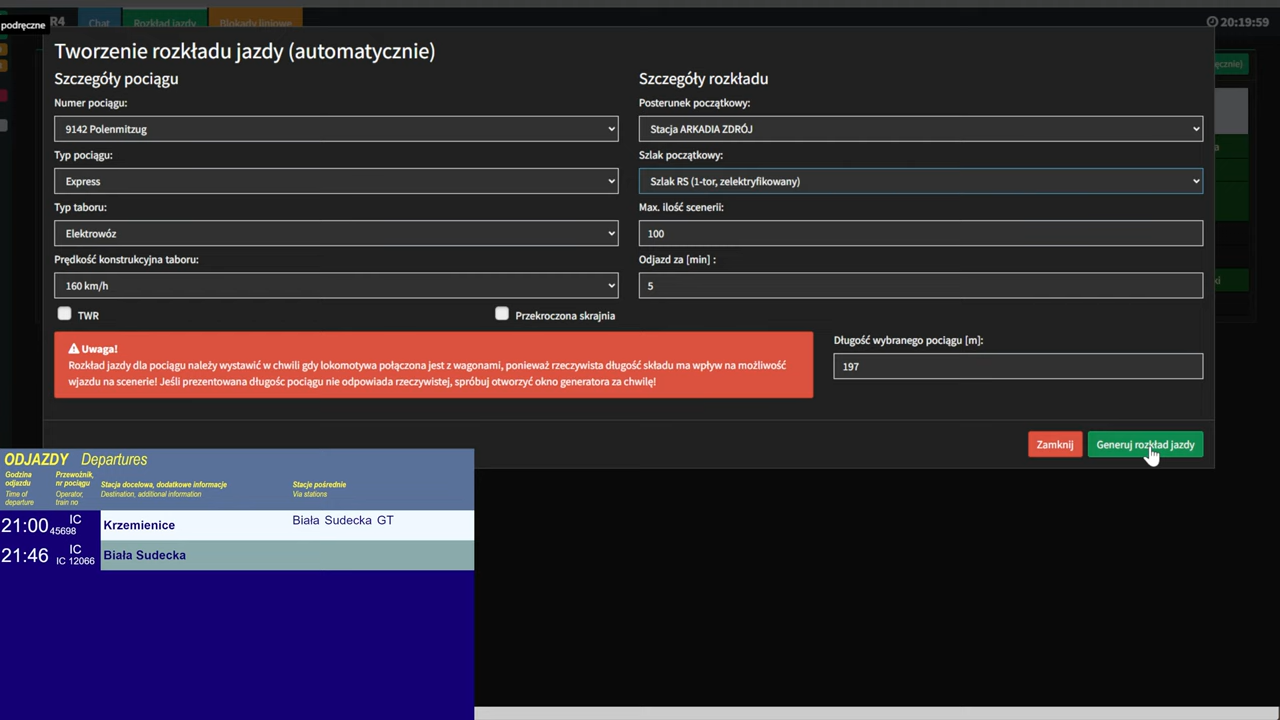 podręczne
R4
Chat
Rozkład jazdy
Blokady liniowe
20:19:59
Tworzenie rozkładu jazdy (automatycznie)
Szczegóły pociągu
Numer pociągu:
9142 Polenmitzug
Typ pociągu:
Express
Typ taboru:
Elektrowóz
Prędkość konstrukcyjna taboru:
160 km/h
TWR
Przekroczona skrajnia
Szczegóły rozkładu
Posterunek początkowy:
Stacja ARKADIA ZDRÓJ
Szlak początkowy:
Szlak RS (1-tor, zelektryfikowany)
Max. ilość scenerii:
100
Odjazd za [min] :
5
Uwaga!
Rozkład jazdy dla pociągu należy wystawić w chwili gdy lokomotywa połączona jest z wagonami, ponieważ rzeczywista długość składu ma wpływ na możliwość
wjazdu na scenerie! Jeśli prezentowana długośc pociągu nie odpowiada rzeczywistej, spróbuj otworzyć okno generatora za chwilę!
Długość wybranego pociągu [m]:
197
Zamknij
Generuj rozkład jazdy
ODJAZDY Departures
Godzina
odjazdu
Time of
departure
Przewoźnik,
nr pociągu
Operator,
train no
Stacja docelowa, dodatkowe informacje
Destination, additional information
Stacje pośrednie
Via stations
21:00 IC 45698 Krzemienice Biała Sudecka GT
21:46 IC IC 12066 Biała Sudecka